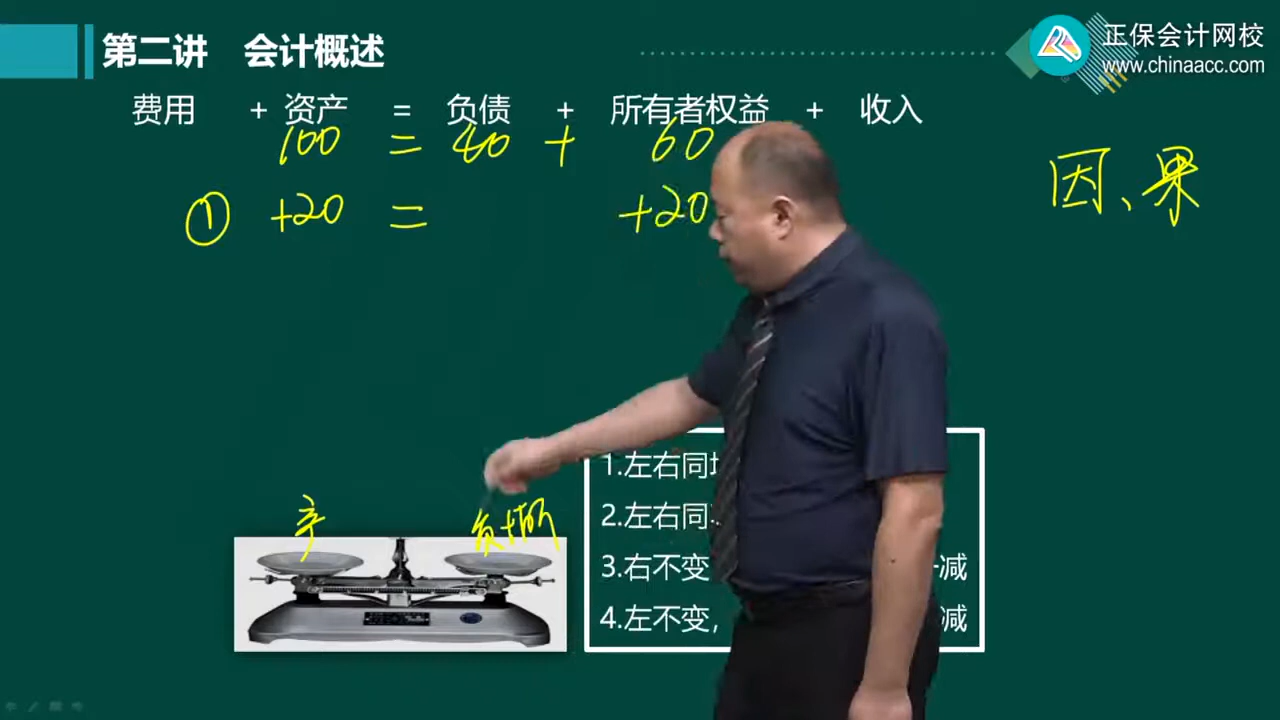 第二讲 会计概述
正保会计网校
www.chinaacc.com
费用 + 资产 = 负债 + 所有者权益 + 收入
100 = 40 + 60
因、果
① +20 = +20
1.左右同
2.左右同
3.右不变 减
4.左不变, 减
产
负+所